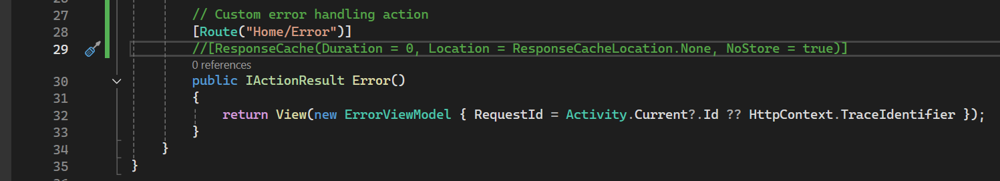 27 // Custom error handling action
28 [Route("Home/Error")]
29 //[ResponseCache(Duration = 0, Location = ResponseCacheLocation.None, NoStore = true)]
0 references
30 public IActionResult Error()
31 {
32 return View(new ErrorViewModel { RequestId = Activity.Current?.Id ?? HttpContext.TraceIdentifier });
33 }
34 }
35 }